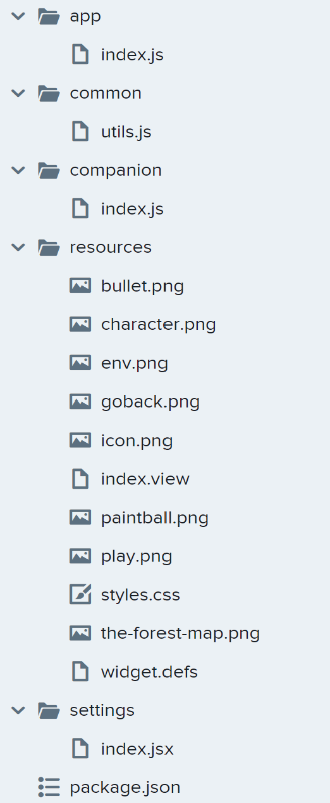 app
index.js
common
utils.js
companion
index.js
resources
bullet.png
character.png
env.png
goback.png
icon.png
index.view
paintball.png
play.png
styles.css
the-forest-map.png
widget.defs
settings
index.jsx
package.json